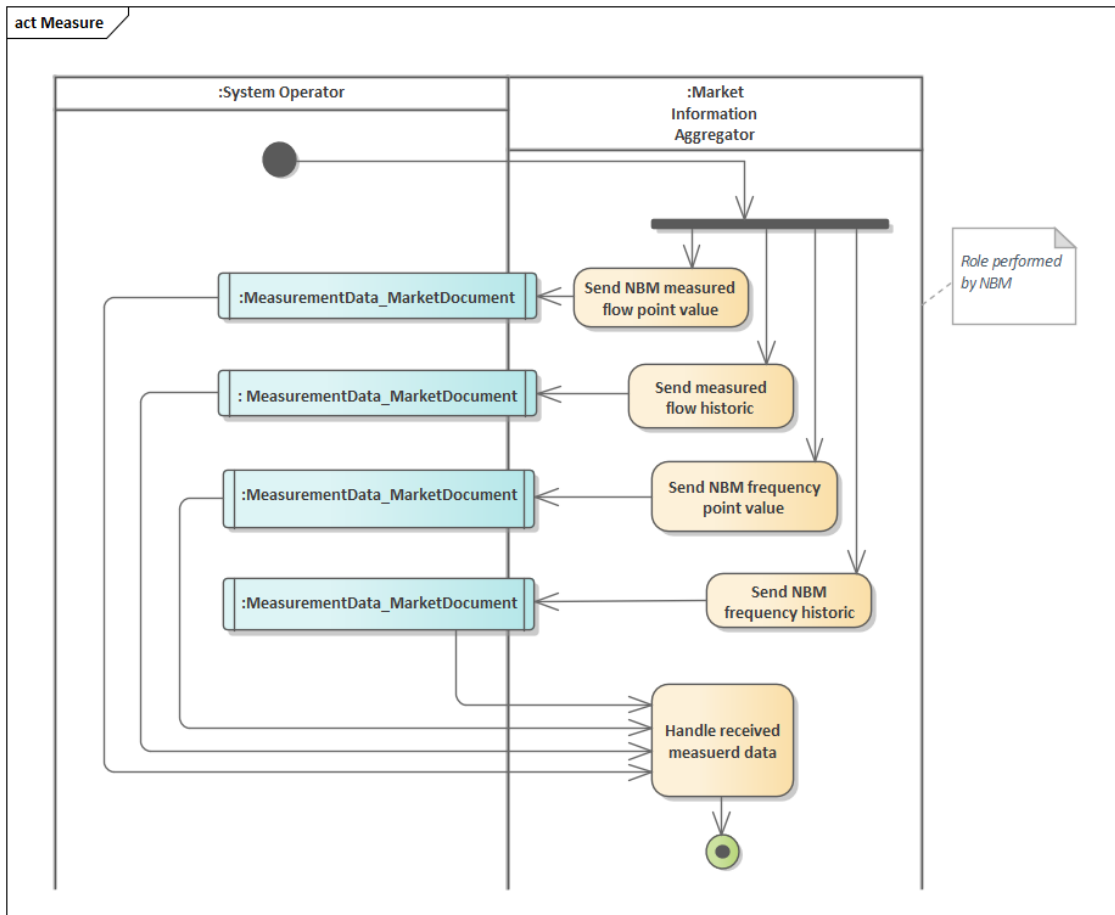 act Measure
:System Operator
:Market
Information
Aggregator
Role performed
by NBM
:MeasurementData_MarketDocument
Send NBM measured
flow point value
: MeasurementData_MarketDocument
Send measured
flow historic
:MeasurementData_MarketDocument
Send NBM frequency
point value
:MeasurementData_MarketDocument
Send NBM
frequency historic
Handle received
measuerd data